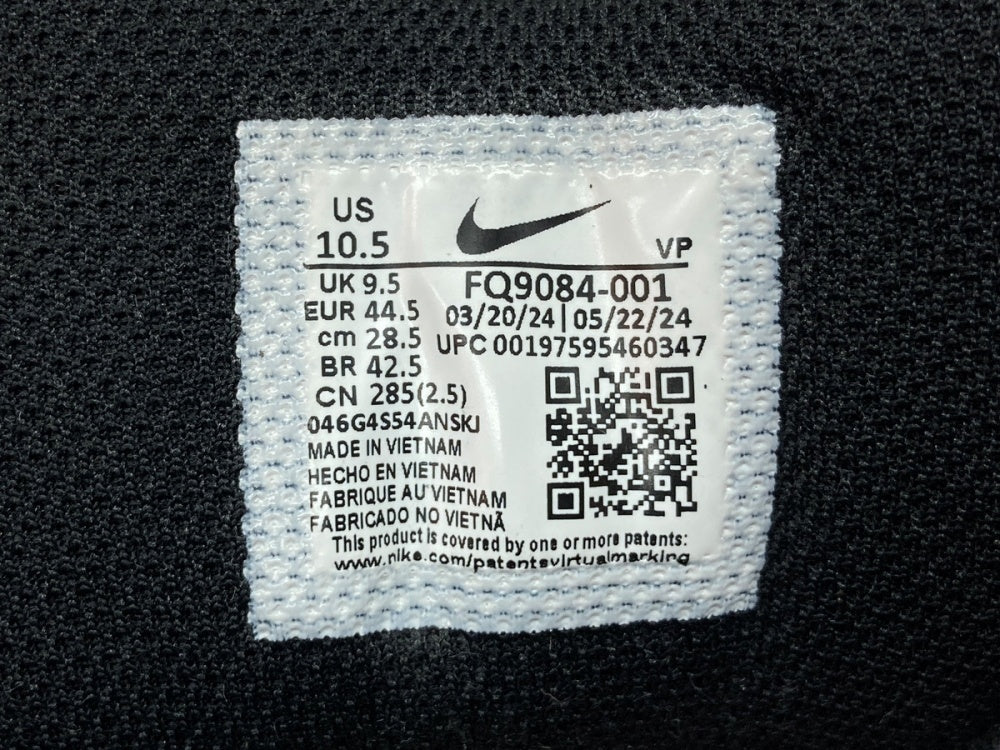 US
10.5
VP
UK 9.5
FQ9084-001
EUR 44.5
03/20/24|05/22/24
cm 28.5
UPC 00197595460347
BR 42.5
CN 285(2.5)
046G4S54ANSKJ
MADE IN VIETNAM
HECHO EN VIETNAM
FABRIQUE AU VIETNAM
FABRICADO NO VIETNÃ
This product is covered by one or more patents:
www.nike.com/patentsvirtualmarking